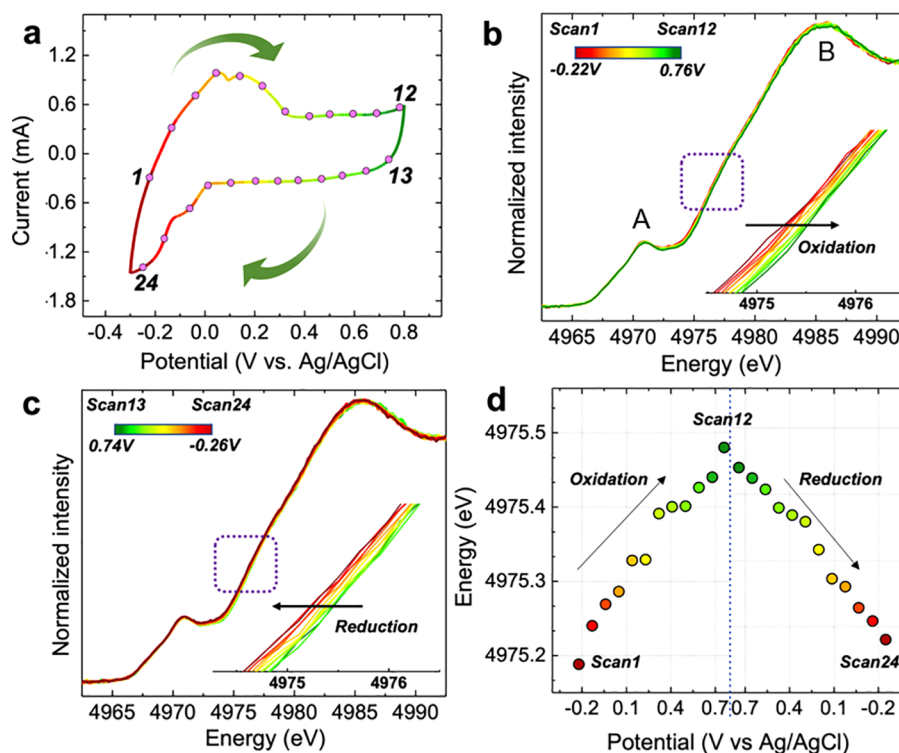 a
Current (mA)
1.8
1.2
0.6
0.0
-0.6
-1.2
-1.8
1
12
13
24
-0.4 -0.2 0.0 0.2 0.4 0.6 0.8
Potential (V vs. Ag/AgCl)
b
Scan1 Scan12
-0.22V 0.76V
B
A
Normalized intensity
Oxidation
4975 4976
4965 4970 4975 4980 4985 4990
Energy (eV)
c
Scan13 Scan24
0.74V -0.26V
Normalized intensity
Reduction
4975 4976
4965 4970 4975 4980 4985 4990
Energy (eV)
d
Energy (eV)
4975.5
4975.4
4975.3
4975.2
Scan12
Oxidation
Reduction
Scan1
Scan24
-0.2 0.1 0.4 0.7 0.7 0.4 0.1 -0.2
Potential (V vs Ag/AgCl)